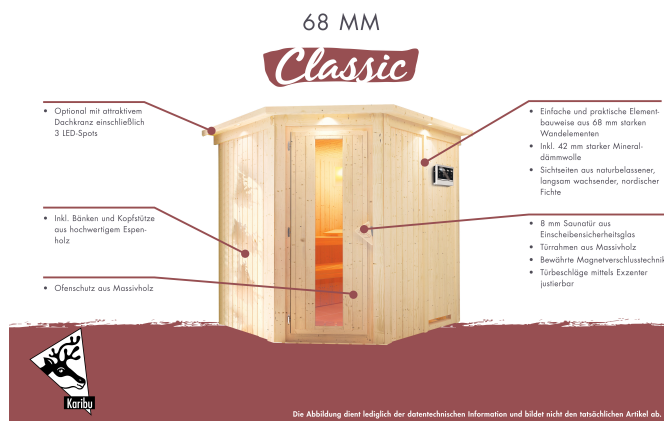 68 MM
Classic
• Optional mit attraktivem
Dachkranz einschließlich
3 LED-Spots
• Inkl. Bänken und Kopfstütze
aus hochwertigem Espen-
holz
• Ofenschutz aus Massivholz
• Einfache und praktische Element-
bauweise aus 68 mm starken
Wandelementen
• Inkl. 42 mm starker Mineral-
dämmwolle
• Sichtseiten aus naturbelassener,
langsam wachsender, nordischer
Fichte
• 8 mm Saunatür aus
Einscheibensicherheitsglas
• Türrahmen aus Massivholz
• Bewährte Magnetverschlusstechnik
• Türbeschläge mittels Exzenter
justierbar
Karibu
Die Abbildung dient lediglich der datentechnischen Information und bildet nicht den tatsächlichen Artikel ab.